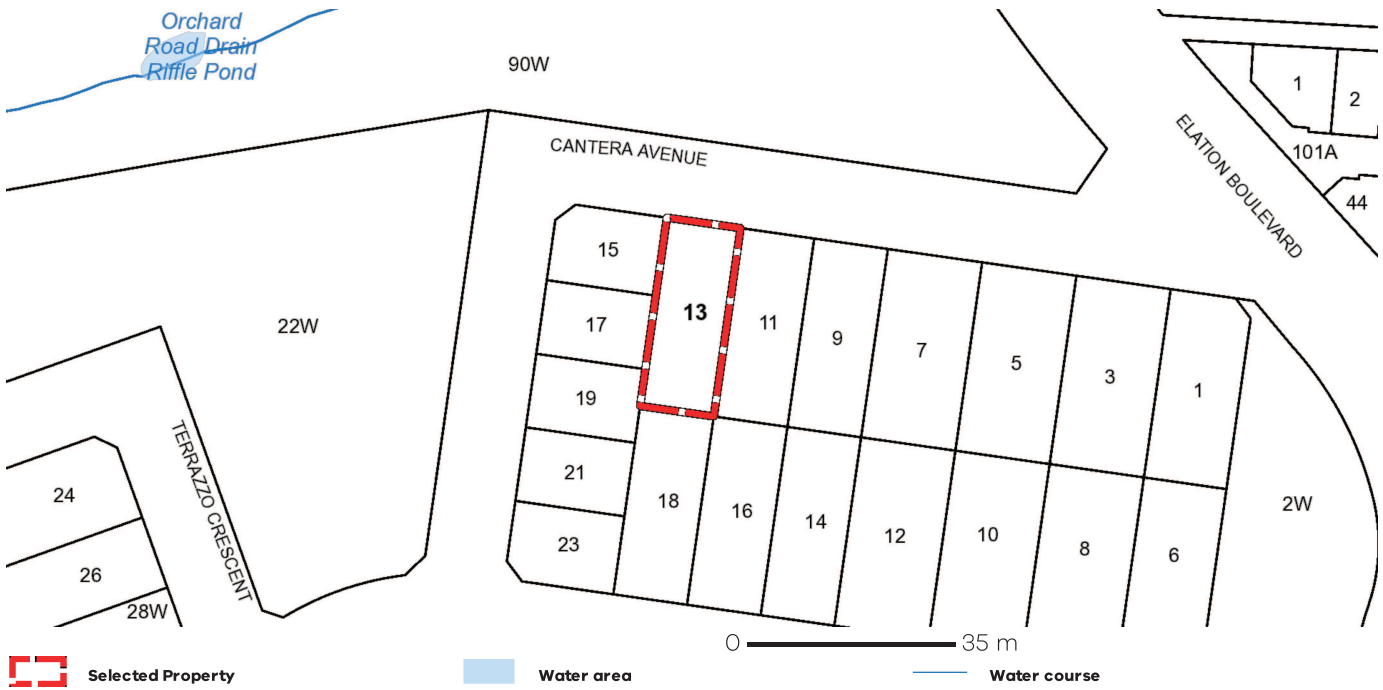 Orchard
Road Drain
Riffle Pond
90W
CANTERA AVENUE
ELATION BOULEVARD
1
2
101A
44
22W
15
13
11
9
7
5
3
1
17
19
21
23
18
16
14
12
10
8
6
2W
TERRAZZO CRESCENT
24
26
28W
0 35 m
Selected Property
Water area
Water course